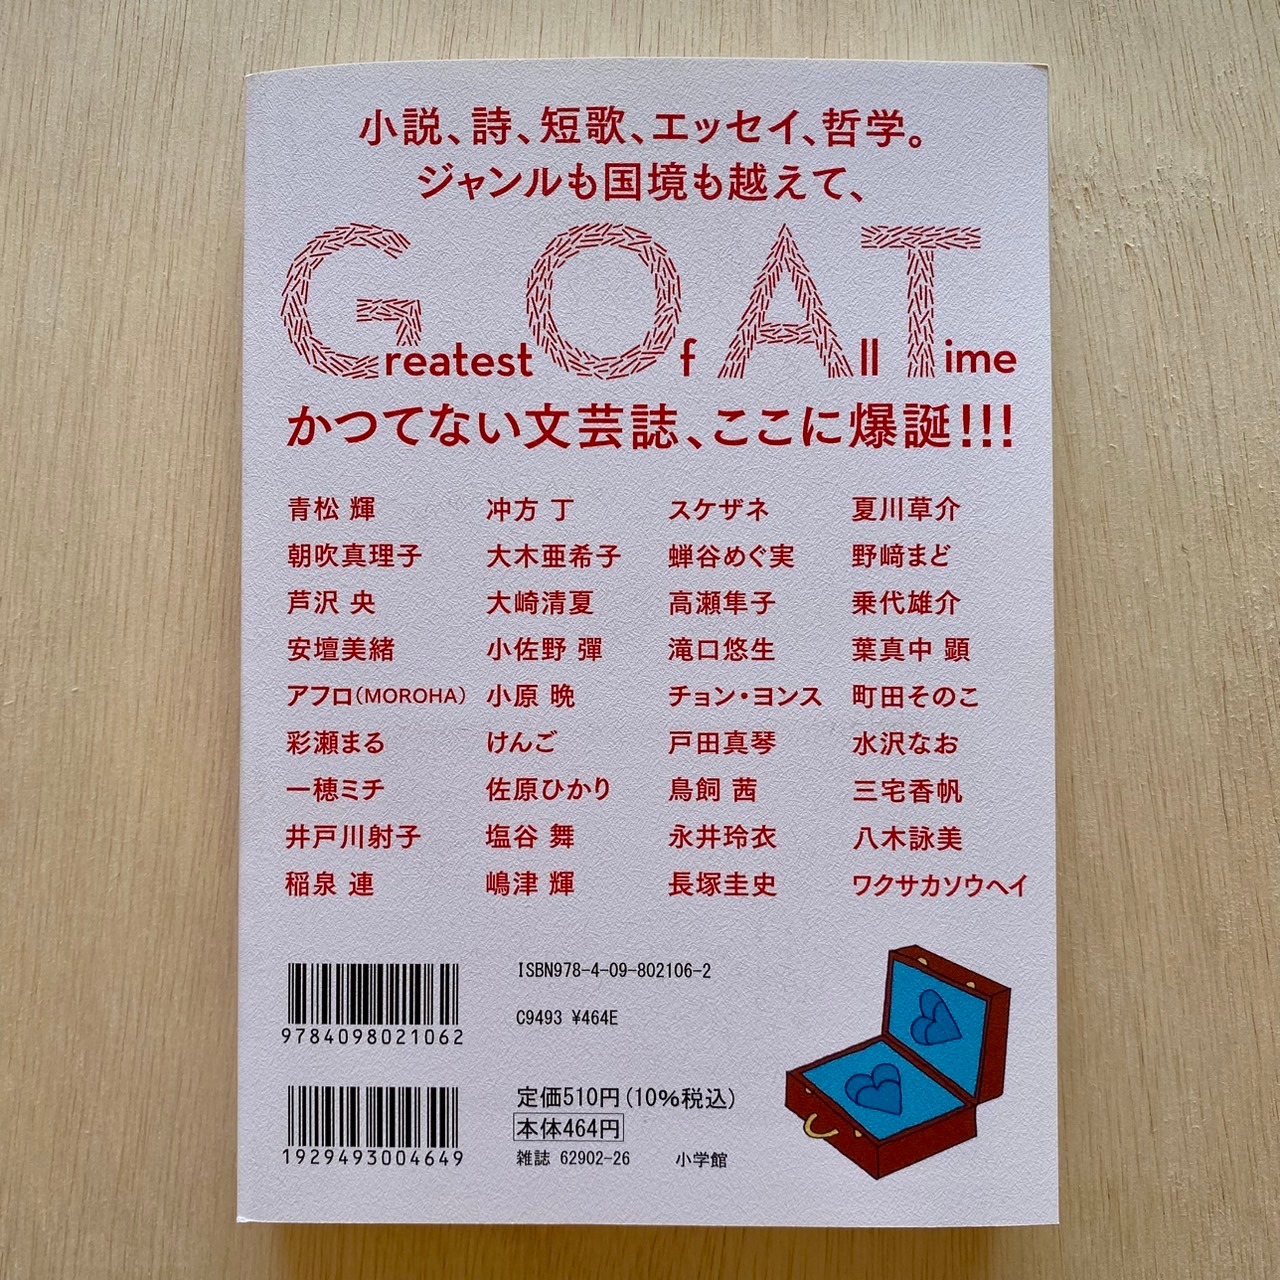 小説、詩、短歌、エッセイ、哲学。
ジャンルも国境も越えて、
Greatest Of All Time
かつてない文芸誌、ここに爆誕!!!
青松 輝
朝吹真理子
芦沢 央
安壇美緒
アフロ(MOROHA)
彩瀬まる
一穂ミチ
井戸川射子
稲泉 連
冲方 丁
大木亜希子
大崎清夏
小佐野 彈
小原 晩
けんご
佐原ひかり
塩谷 舞
嶋津 輝
スケザネ
蝉谷めぐ実
高瀬隼子
滝口悠生
チョン・ヨンス
戸田真琴
鳥飼 茜
永井玲衣
長塚圭史
夏川草介
野﨑まど
乗代雄介
葉真中 顕
町田そのこ
水沢なお
三宅香帆
八木詠美
ワクサカソウヘイ
9784098021062
ISBN978-4-09-802106-2
C9493 ¥464E
1929493004649
定価510円(10%税込)
本体464円
雑誌 62902-26 小学館